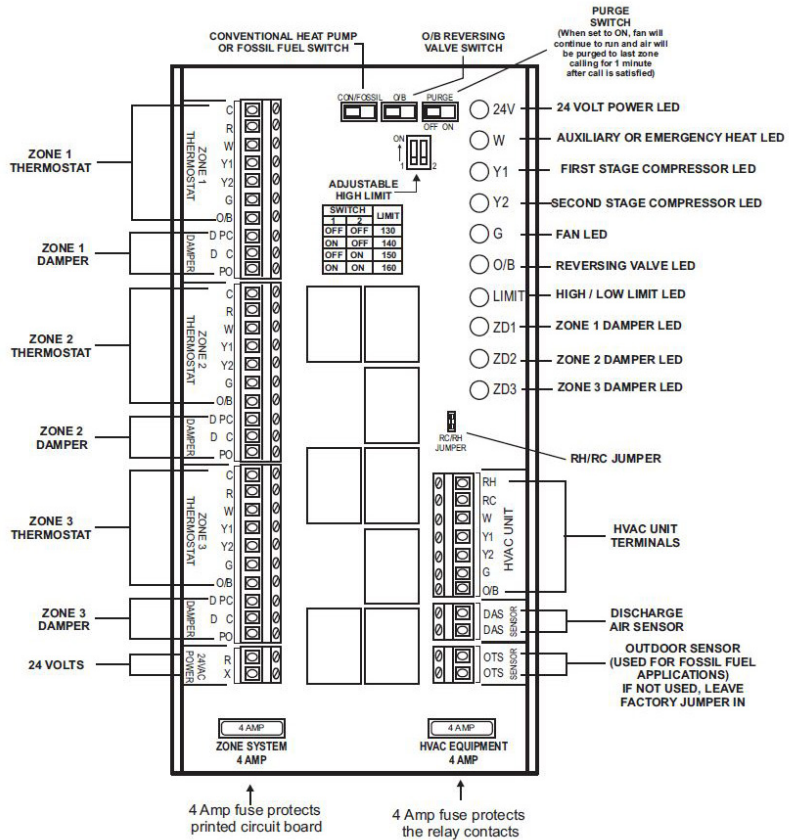 PURGE
SWITCH
(When set to ON, fan will
continue to run and air will
be purged to last zone
calling for 1 minute
after call is satisfied)
CONVENTIONAL HEAT PUMP
OR FOSSIL FUEL SWITCH
O/B REVERSING
VALVE SWITCH
CON/FOSSIL
O/B
PURGE
OFF ON
ON
1
2
ADJUSTABLE
HIGH LIMIT
SWITCH LIMIT
1 2
OFF OFF 130
ON OFF 140
OFF ON 150
ON ON 160
ZONE 1
THERMOSTAT
ZONE 1
THERMOSTAT
C
R
W
Y1
Y2
G
O/B
ZONE 1
DAMPER
DAMPER
D PC
D C
PO
ZONE 2
THERMOSTAT
ZONE 2
THERMOSTAT
C
R
W
Y1
Y2
G
O/B
ZONE 2
DAMPER
DAMPER
D PC
D C
PO
ZONE 3
THERMOSTAT
ZONE 3
THERMOSTAT
C
R
W
Y1
Y2
G
O/B
ZONE 3
DAMPER
DAMPER
D PC
D C
PO
24 VOLTS
24VAC
POWER
R
X
24V
24 VOLT POWER LED
W
AUXILIARY OR EMERGENCY HEAT LED
Y1
FIRST STAGE COMPRESSOR LED
Y2
SECOND STAGE COMPRESSOR LED
G
FAN LED
O/B
REVERSING VALVE LED
LIMIT
HIGH / LOW LIMIT LED
ZD1
ZONE 1 DAMPER LED
ZD2
ZONE 2 DAMPER LED
ZD3
ZONE 3 DAMPER LED
RC/RH
JUMPER
RH/RC JUMPER
RH
RC
W
Y1
Y2
G
O/B
HVAC UNIT
HVAC UNIT
TERMINALS
DAS
DAS
SENSOR
DISCHARGE
AIR SENSOR
OTS
OTS
SENSOR
OUTDOOR SENSOR
(USED FOR FOSSIL FUEL
APPLICATIONS)
IF NOT USED, LEAVE
FACTORY JUMPER IN
4 AMP
ZONE SYSTEM
4 AMP
4 AMP
HVAC EQUIPMENT
4 AMP
4 Amp fuse protects
printed circuit board
4 Amp fuse protects
the relay contacts